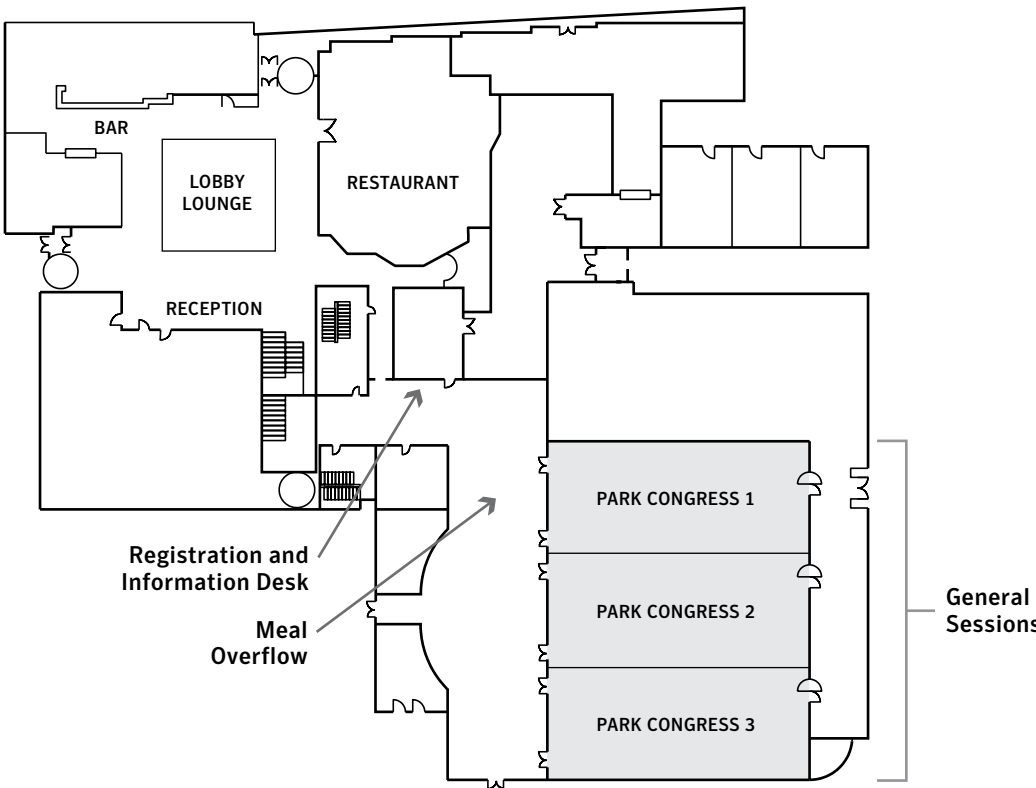 BAR
LOBBY
LOUNGE
RESTAURANT
RECEPTION
PARK CONGRESS 1
Registration and
Information Desk
PARK CONGRESS 2
General
Sessions
Meal
Overflow
PARK CONGRESS 3